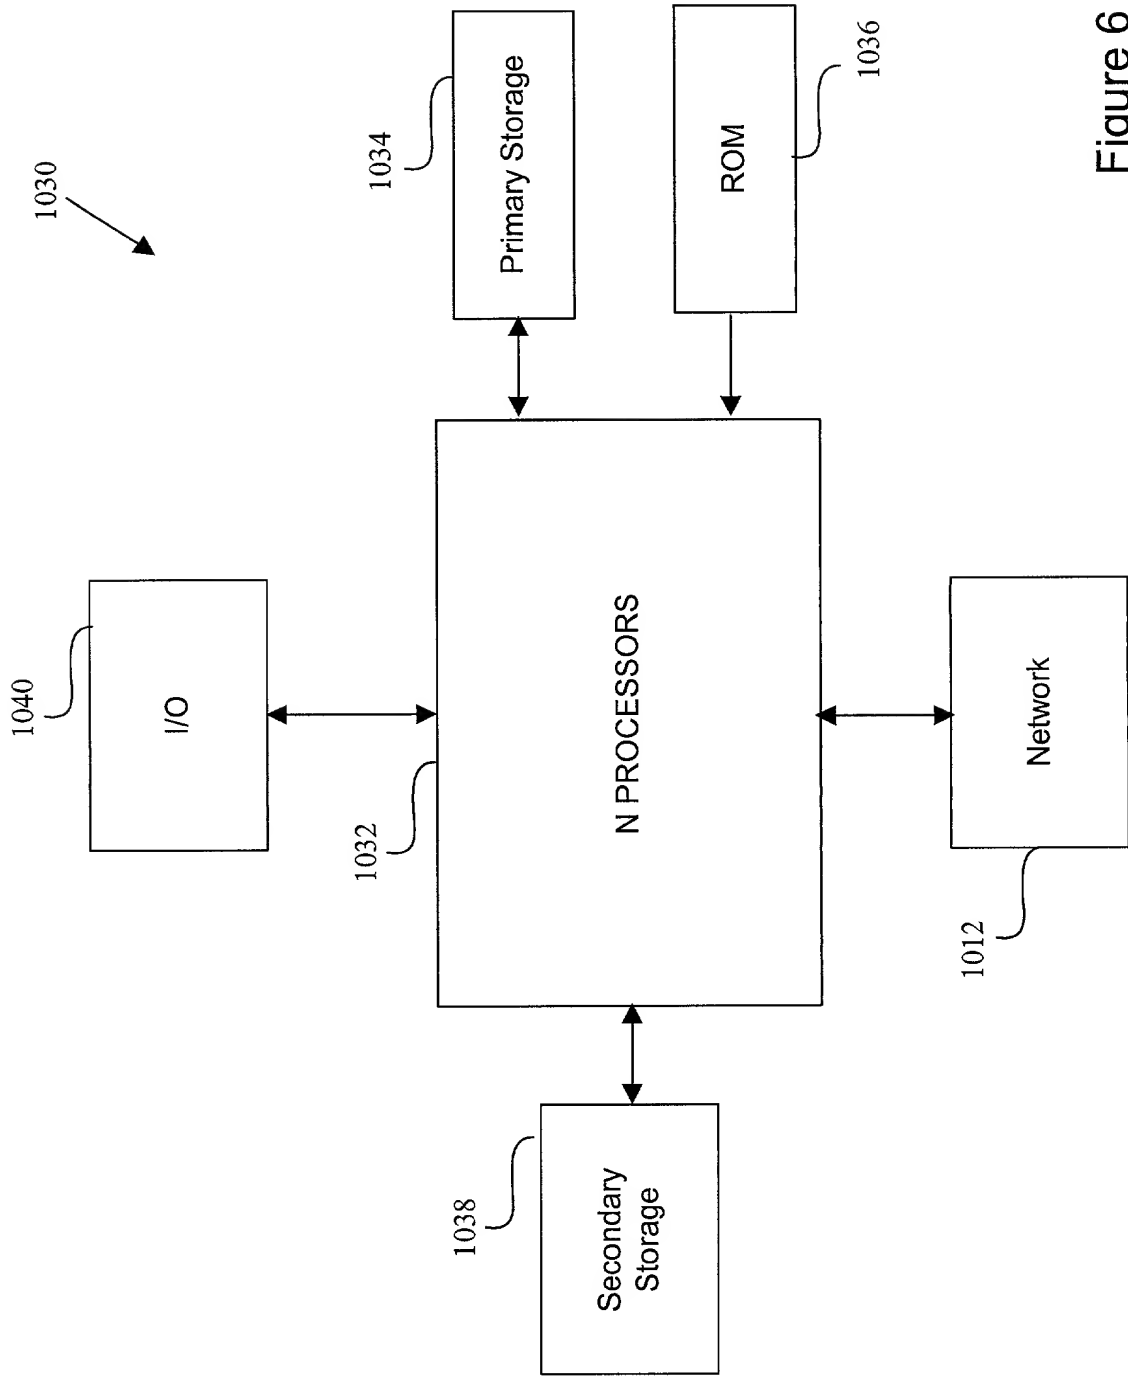 1030
1040
I/O
1034
Primary Storage
1032
N PROCESSORS
ROM
1036
1038
Secondary
Storage
1012
Network
Figure 6